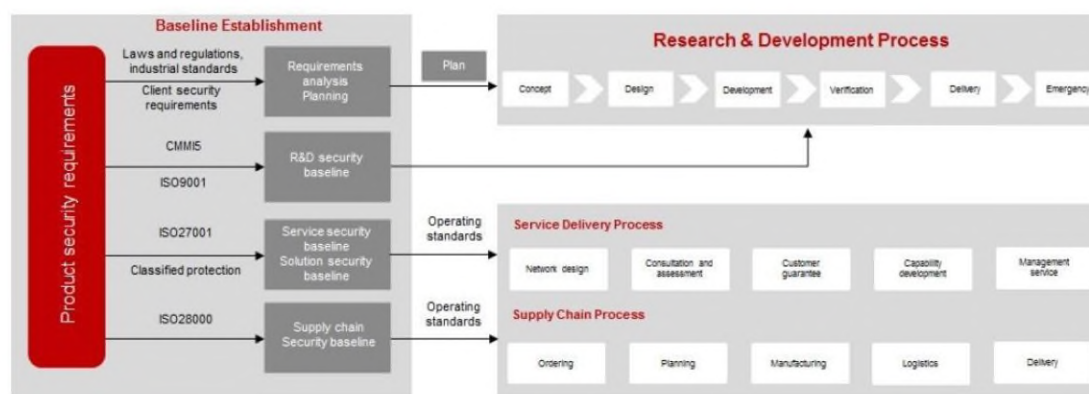 Baseline Establishment
Product security requirements
Laws and regulations,
industrial standards
Client security
requirements
Requirements
analysis
Planning
CMMI5
ISO9001
R&D security
baseline
ISO27001
Classified protection
Service security
baseline
Solution security
baseline
ISO28000
Supply chain
Security baseline
Plan
Operating
standards
Operating
standards
Research & Development Process
Concept
Design
Development
Verification
Delivery
Emergency
Service Delivery Process
Network design
Consultation and
assessment
Customer
guarantee
Capability
development
Management
service
Supply Chain Process
Ordering
Planning
Manufacturing
Logistics
Delivery